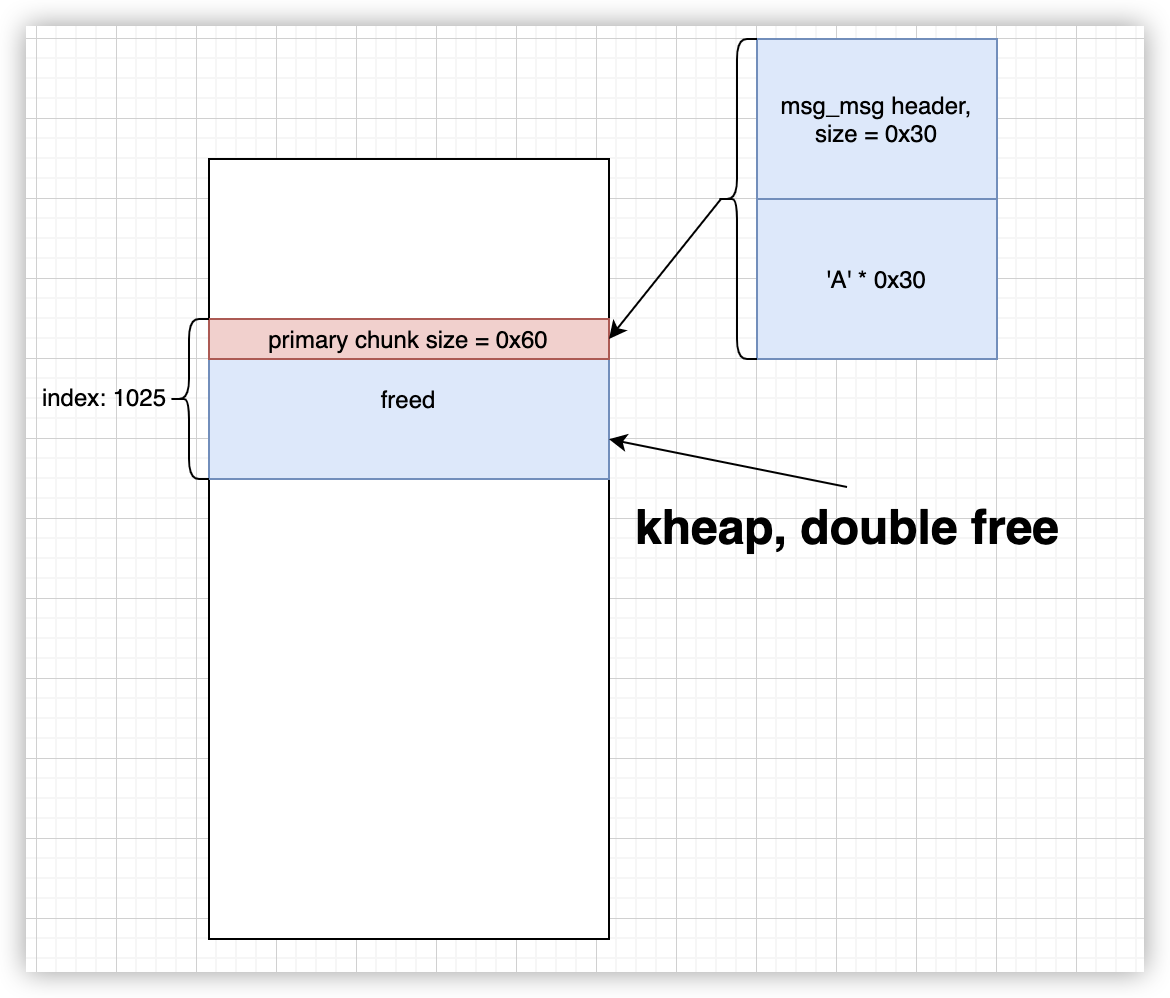 msg_msg header,
size = 0x30
'A' * 0x30
primary chunk size = 0x60
index: 1025
freed
kheap, double free